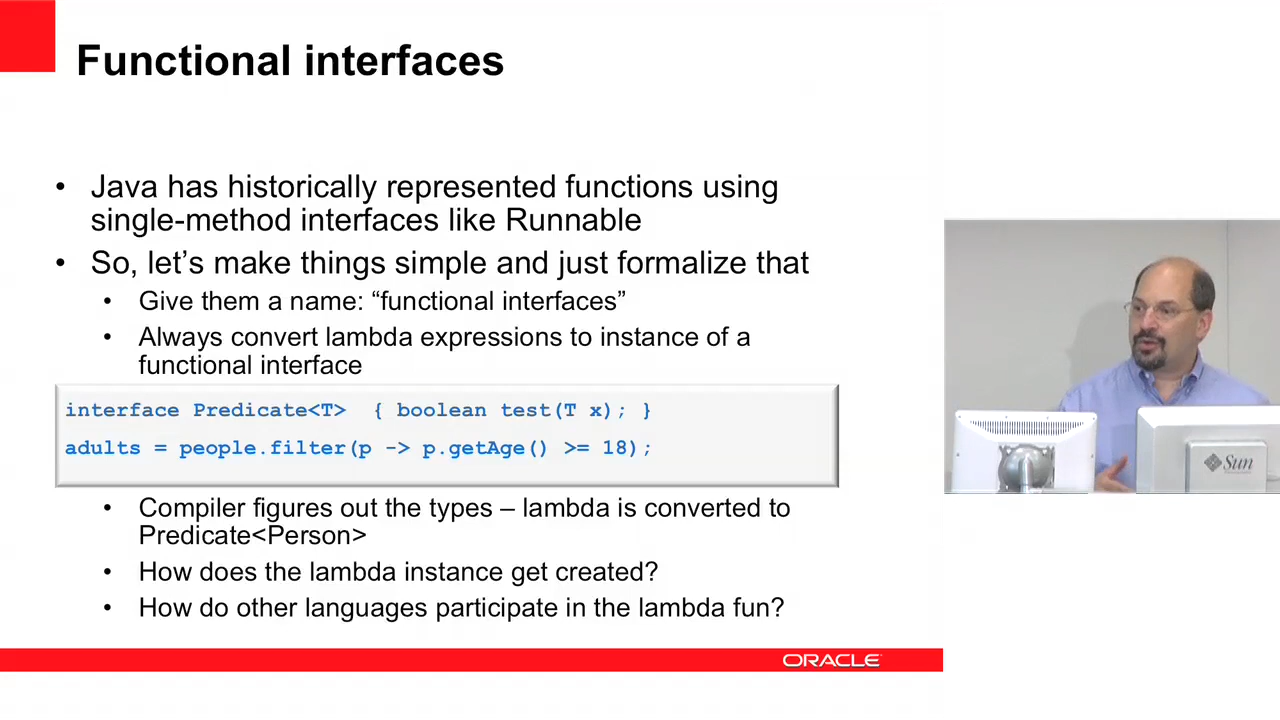 Functional interfaces
• Java has historically represented functions using
single-method interfaces like Runnable
• So, let’s make things simple and just formalize that
• Give them a name: “functional interfaces”
• Always convert lambda expressions to instance of a
functional interface
interface Predicate<T>  { boolean test(T x); }
adults = people.filter(p -> p.getAge() >= 18);
• Compiler figures out the types – lambda is converted to
Predicate<Person>
• How does the lambda instance get created?
• How do other languages participate in the lambda fun?
ORACLE
Sun